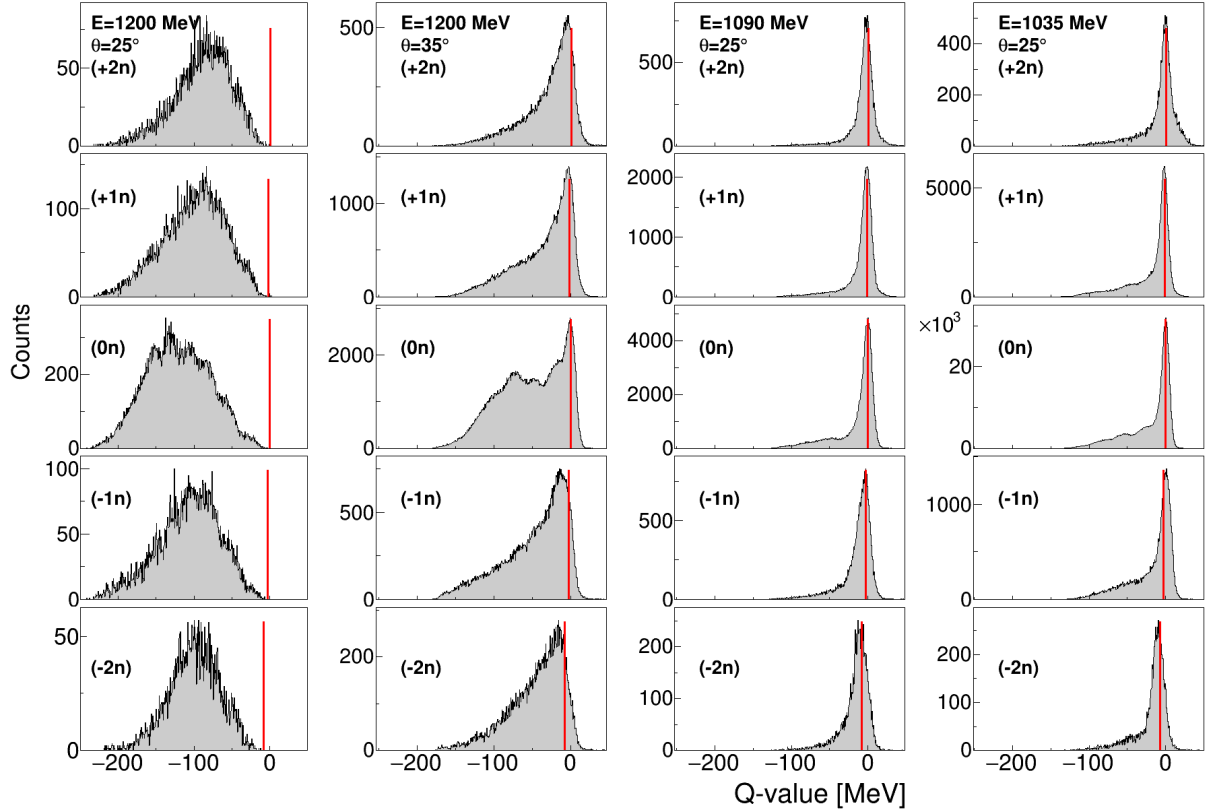 E=1200 MeV
θ=25°
(+2n)
50
0
E=1200 MeV
θ=35°
(+2n)
500
0
E=1090 MeV
θ=25°
(+2n)
500
0
E=1035 MeV
θ=25°
(+2n)
400
200
0
(+1n)
100
0
(+1n)
1000
0
(+1n)
2000
1000
0
(+1n)
5000
0
Counts
(0n)
200
0
(0n)
2000
0
(0n)
4000
2000
0
×10³
(0n)
20
0
(-1n)
100
50
0
(-1n)
500
0
(-1n)
500
0
(-1n)
1000
0
(-2n)
50
0
(-2n)
200
0
(-2n)
200
100
0
(-2n)
200
100
0
−200 −100 0
−200 −100 0
−200 −100 0
−200 −100 0
Q-value [MeV]